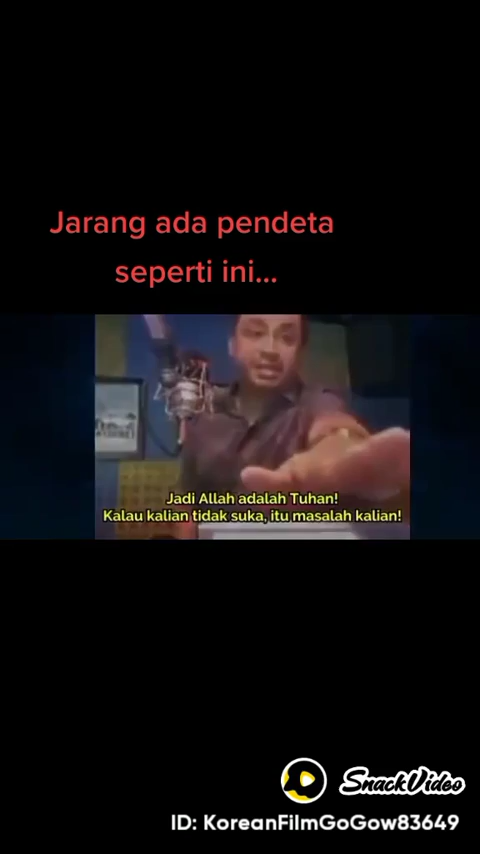 Jarang ada pendeta
seperti ini...
Jadi Allah adalah Tuhan!
Kalau kalian tidak suka, itu masalah kalian!
SnackVideo
ID: KoreanFilmGoGow83649